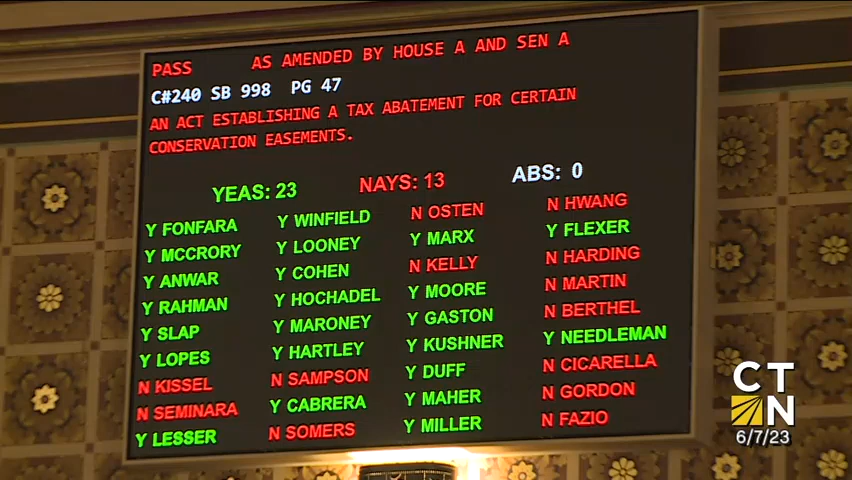 PASS AS AMENDED BY HOUSE A AND SEN A
C#240 SB 998 PG 47
AN ACT ESTABLISHING A TAX ABATEMENT FOR CERTAIN
CONSERVATION EASEMENTS.
YEAS: 23 NAYS: 13 ABS: 0
Y FONFARA Y WINFIELD N OSTEN N HWANG
Y MCCRORY Y LOONEY Y MARX Y FLEXER
Y ANWAR Y COHEN N KELLY N HARDING
Y RAHMAN Y HOCHADEL Y MOORE N MARTIN
Y SLAP Y MARONEY Y GASTON N BERTHEL
Y LOPES Y HARTLEY Y KUSHNER Y NEEDLEMAN
N KISSEL N SAMPSON Y DUFF N CICARELLA
N SEMINARA Y CABRERA Y MAHER N GORDON
Y LESSER N SOMERS Y MILLER N FAZIO
CT
N
6/7/23